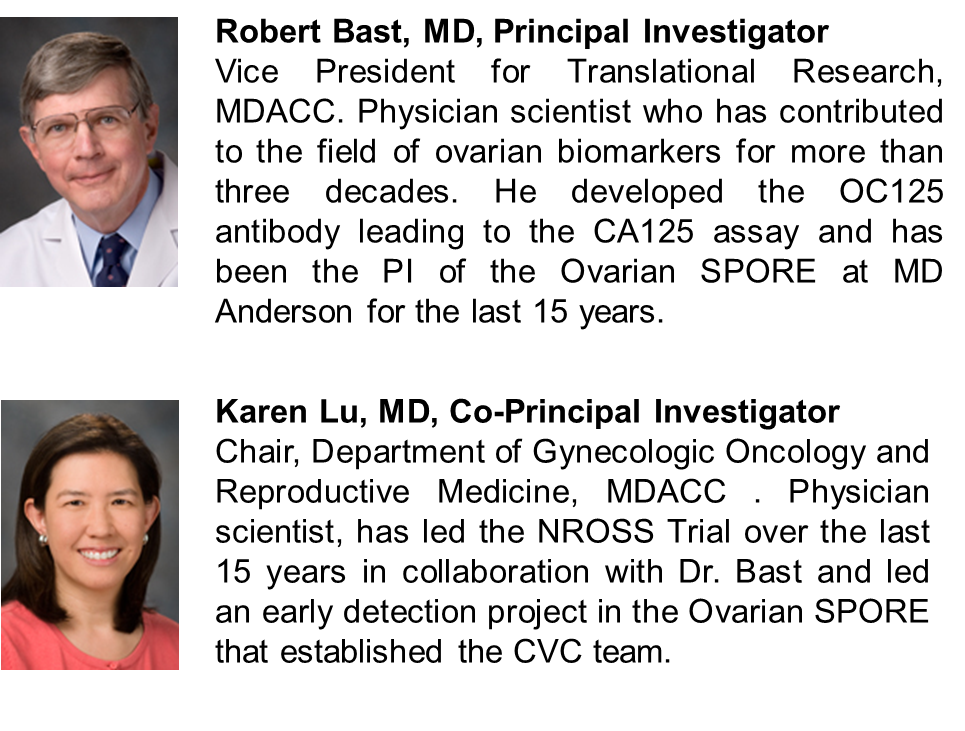 Robert Bast, MD, Principal Investigator
Vice President for Translational Research,
MDACC. Physician scientist who has contributed
to the field of ovarian biomarkers for more than
three decades. He developed the OC125
antibody leading to the CA125 assay and has
been the PI of the Ovarian SPORE at MD
Anderson for the last 15 years.
Karen Lu, MD, Co-Principal Investigator
Chair, Department of Gynecologic Oncology and
Reproductive Medicine, MDACC . Physician
scientist, has led the NROSS Trial over the last
15 years in collaboration with Dr. Bast and led
an early detection project in the Ovarian SPORE
that established the CVC team.